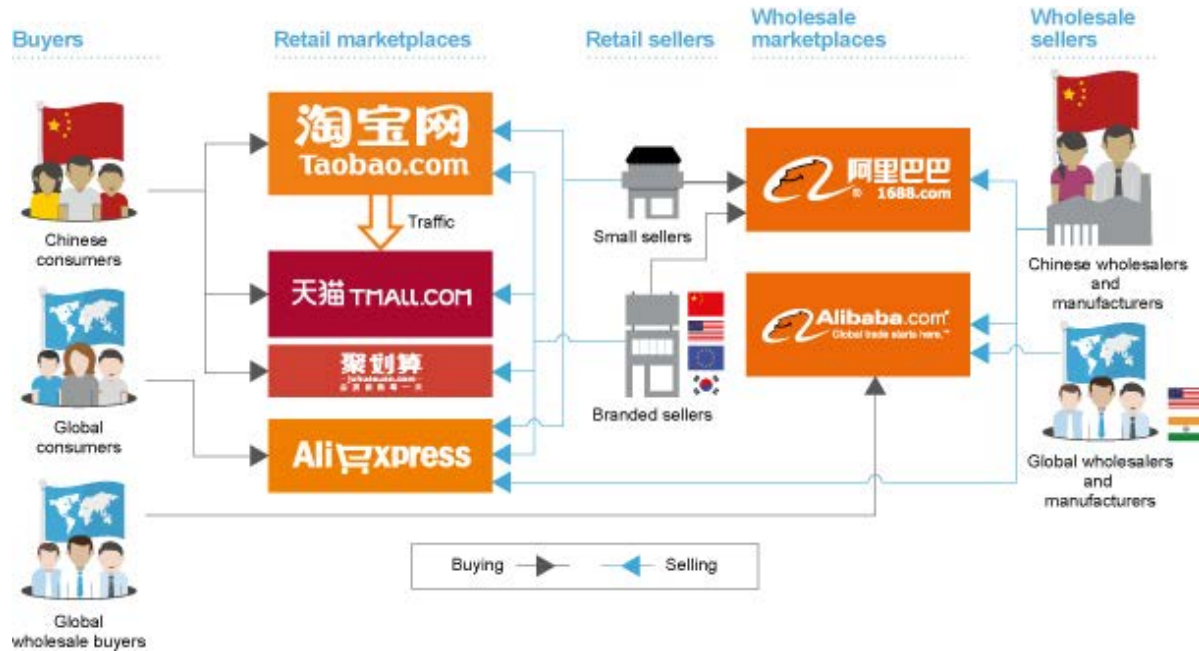 Buyers
Retail marketplaces
Retail sellers
Wholesale
marketplaces
Wholesale
sellers
淘宝网
Taobao.com
Traffic
天猫 TMALL.COM
聚划算
AliExpress
Chinese
consumers
Global
consumers
Global
wholesale buyers
Small sellers
Branded sellers
阿里巴巴
® 1688.com
Alibaba.com®
Global trade starts here.™
Chinese wholesalers
and
manufacturers
Global wholesalers
and
manufacturers
Buying
Selling